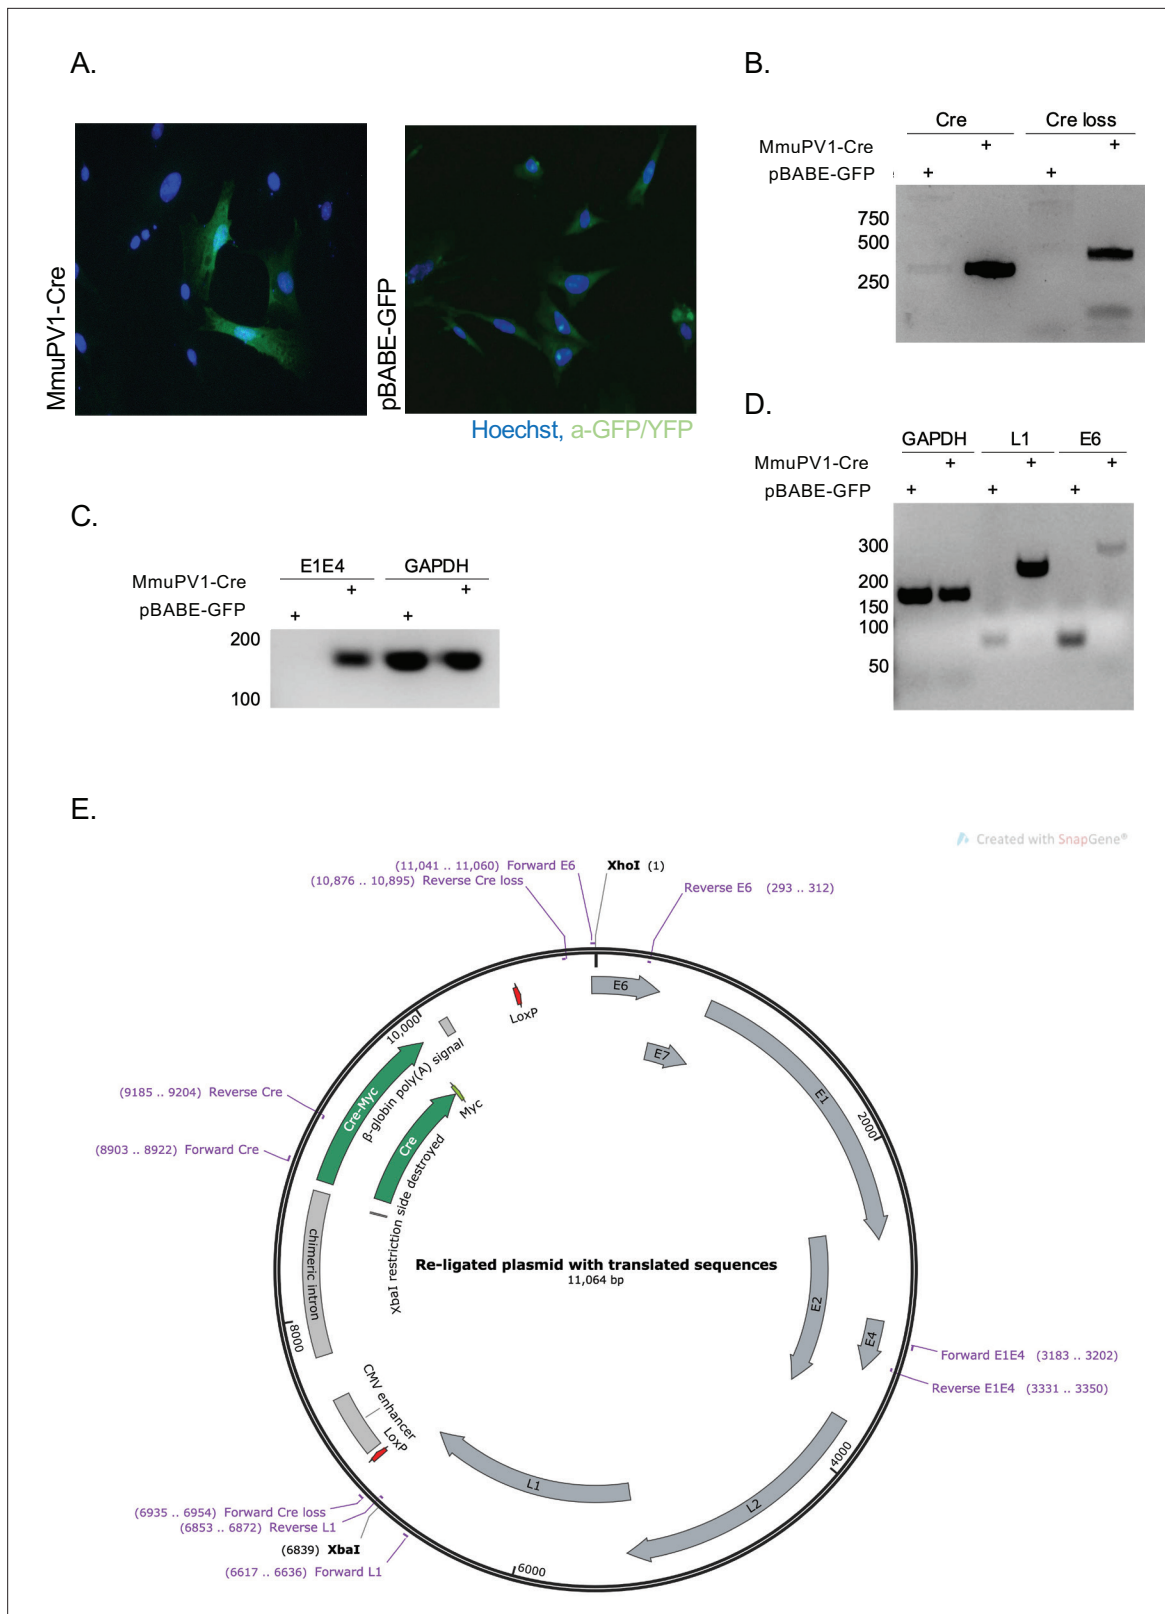 A.
MmuPV1-Cre
pBABE-GFP
Hoechst, a-GFP/YFP
B.
Cre Cre loss
MmuPV1-Cre + +
pBABE-GFP + +
750
500
250
C.
E1E4 GAPDH
MmuPV1-Cre + +
pBABE-GFP + +
200
100
D.
GAPDH L1 E6
MmuPV1-Cre + + +
pBABE-GFP + + +
300
200
150
100
50
E.
Created with SnapGene®
(11,041 .. 11,060) Forward E6
XhoI (1)
(10,876 .. 10,895) Reverse Cre loss
Reverse E6 (293 .. 312)
E6
LoxP
10,000
E7
β-globin poly(A) signal
Cre-Myc
Myc
E1
2000
(9185 .. 9204) Reverse Cre
Cre
(8903 .. 8922) Forward Cre
XbaI restriction side destroyed
chimeric intron
Re-ligated plasmid with translated sequences
11,064 bp
E2
8000
E4
Forward E1E4 (3183 .. 3202)
Reverse E1E4 (3331 .. 3350)
CMV enhancer
LoxP
4000
L1
L2
(6935 .. 6954) Forward Cre loss
(6853 .. 6872) Reverse L1
(6839) XbaI
(6617 .. 6636) Forward L1
6000